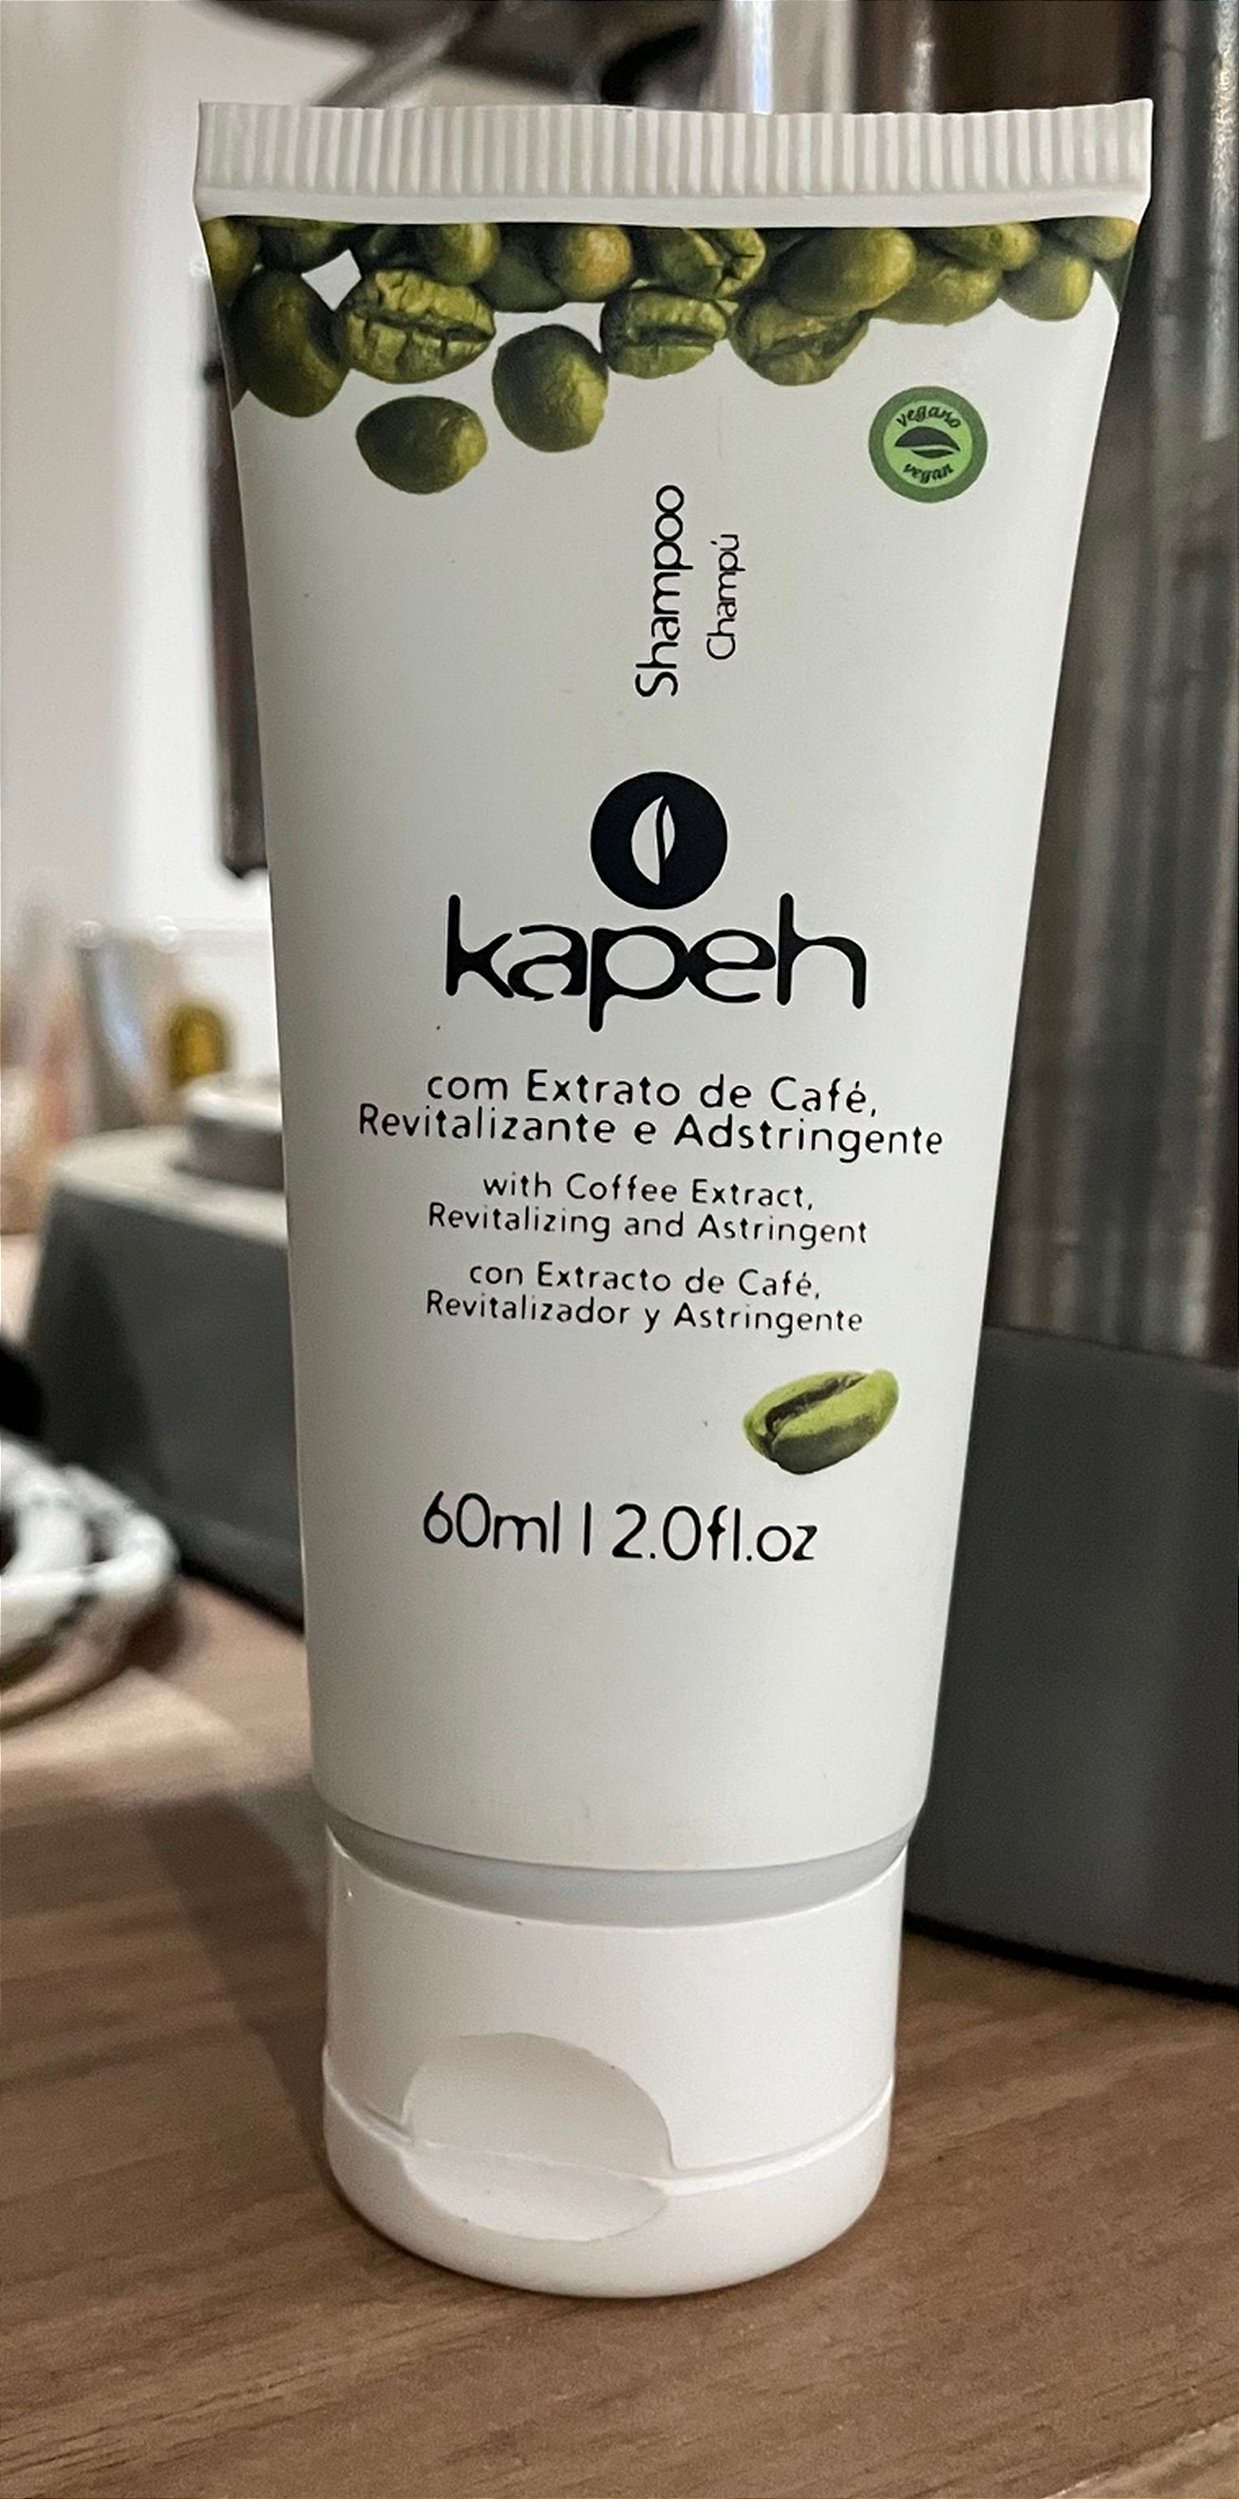 vegano
vegan
Shampoo
Champú
kapeh
com Extrato de Café,
Revitalizante e Adstringente
with Coffee Extract,
Revitalizing and Astringent
con Extracto de Café,
Revitalizador y Astringente
60ml | 2.0fl.oz